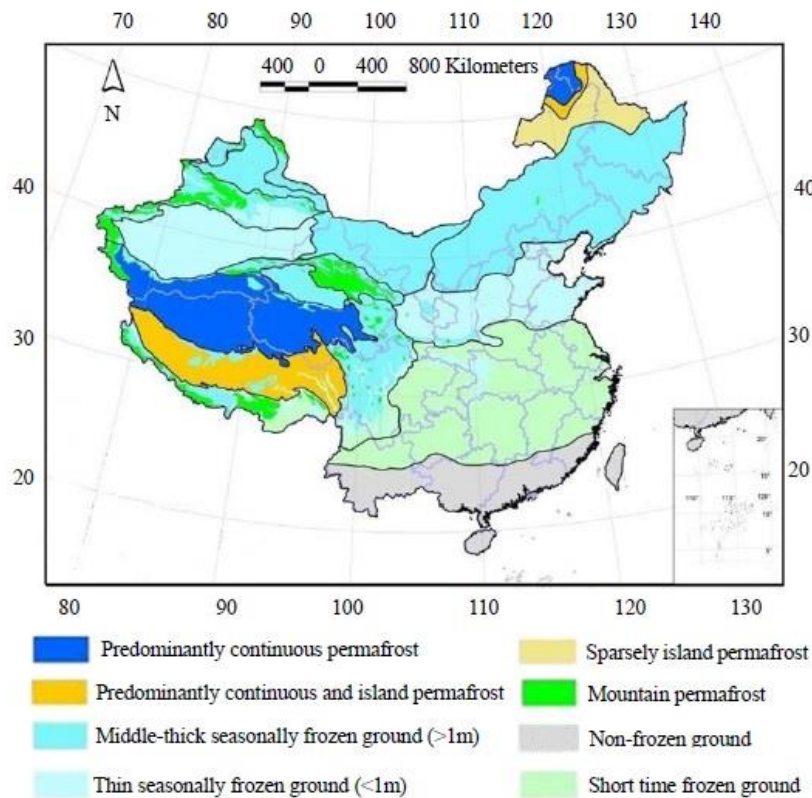 70 80 90 100 110 120 130 140
400 0 400 800 Kilometers
N
40 40
30 30
20 20
80 90 100 110 120 130
Predominantly continuous permafrost
Sparsely island permafrost
Predominantly continuous and island permafrost
Mountain permafrost
Middle-thick seasonally frozen ground (>1m)
Non-frozen ground
Thin seasonally frozen ground (<1m)
Short time frozen ground